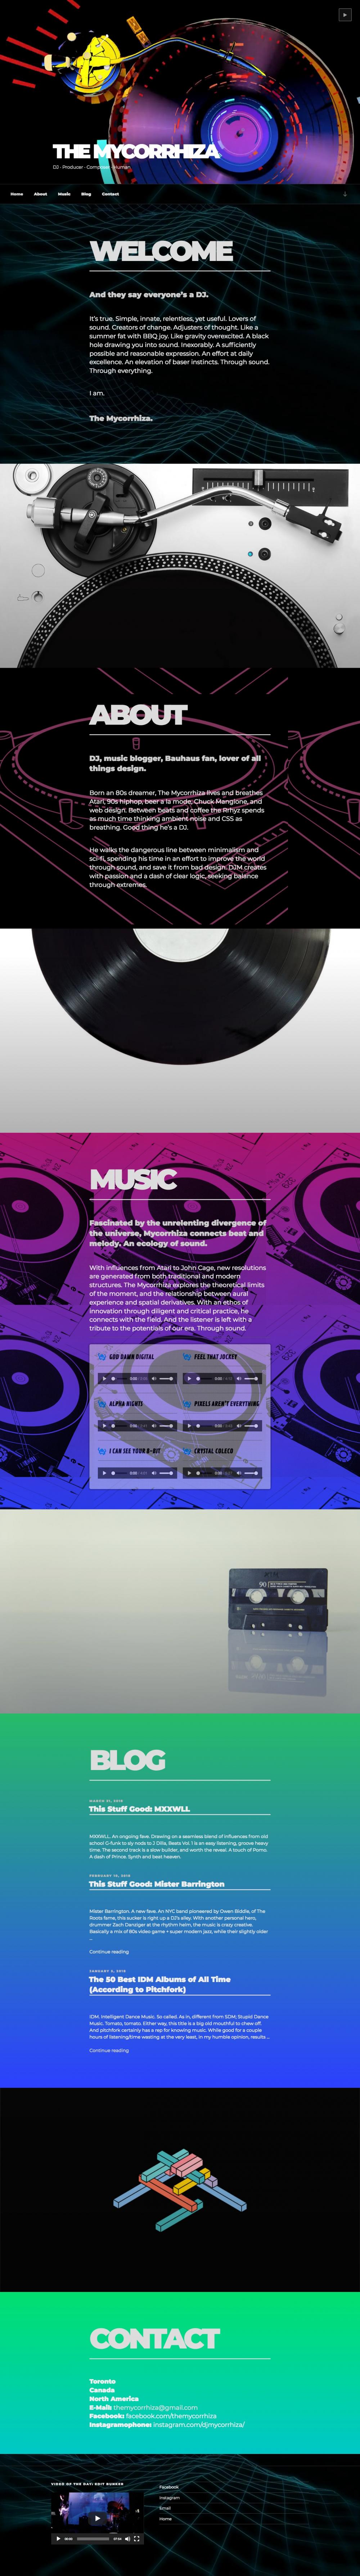 THE MYCORRHIZA
Home About Music Blog Contact
WELCOME
And they say everyone's a DJ.
It's true. Simple, innate, relentless, yet useful. Lovers of
sound. Creators of change. Adjusters of thought. Like a
summer fat with BBQ. Like gravity overexcited. A black
hole drawing you into sound. Inexorably. A sufficiently
possible and reasonable expression. An effort at daily
excellence. An elevation of baser instincts. Through sound.
Through everything.
I am.
The Mycorrhiza.
ABOUT
DJ, music blogger, Bauhaus fan, lover of all
things design.
Born an 80s dreamer, The Mycorrhiza lives and breathes
Atari, 90s hiphop, beer a la mode, Chuck Mangione, and
web design. Between beats and coffee the Rrhyz spends
as much time thinking ambient noise and CSS as
breathing. Good thing he's a DJ.
He walks the dangerous line between minimalism and
sci-fi, spending his time in an effort to improve the world
through sound, and save it from bad design. DJM creates
with passion and a dash of clear logic, seeking balance
through extremes.
MUSIC
Fascinated by the unrelenting divergence of
the universe, Mycorrhiza connects beat and
melody. An ecology of sound.
With influences from Atari to John Cage, new resolutions
are generated from both traditional and modern
structures. The Mycorrhiza explores the theoretical limits
of the moment, and the relationship between aural
experience and spatial derivatives. With an ethos of
innovation through diligent and critical practice, he
connects with the field. And the listener is left with a
tribute to the potentials of our era. Through sound.
GUD DAMN DIGITAL FEEL THAT JOCKEY
0:00 0:00
ALPHA NIGHTS PIXELS AREN'T EVERYTHING
0:00 0:00
I CAN SEE YOUR 8-BIT CRYSTAL COLECO
0:00 0:00
90
BLOG
This Stuff Good: MXXWLL
MXXWLL. An ongoing fave. Drawing on a seamless blend of influences from old
school G-funk to sly nods to J Dilla, Beats Vol. 1 is an easy listening, groove heavy
time. The second track is a slow builder, and worth the reveal. A touch of Pomo.
A dash of Prince. Synth and beat heaven.
This Stuff Good: Mister Barrington
Mister Barrington. A new fave. An NYC band pioneered by Owen Biddle, of The
Roots fame, this sucker is right up a DJ's alley. With another personal hero,
drummer Zach Danziger at the rhythm helm, the music is crazy creative.
Basically a mix of 80s video game + super modern jazz, while their slightly older
...
Continue reading
The 50 Best IDM Albums of All Time
(According to Pitchfork)
IDM. Intelligent Dance Music. So called. As in, different from SDM; Stupid Dance
Music. Tomato, tomato. Either way, this title is a big old mouthful to chew off.
And pitchfork certainly has a rep for knowing music. While good for a couple
hours of listening/time wasting at the very least, in my humble opinion, results ...
Continue reading
CONTACT
Toronto
Canada
North America
E-Mail: themycorrhiza@gmail.com
Facebook: facebook.com/themycorrhiza
Instagramophone: instagram.com/djmycorrhiza/
VIDEO OF THE DAY: EDIT BUNKER
Facebook
Instagram
Email
Home
00:00